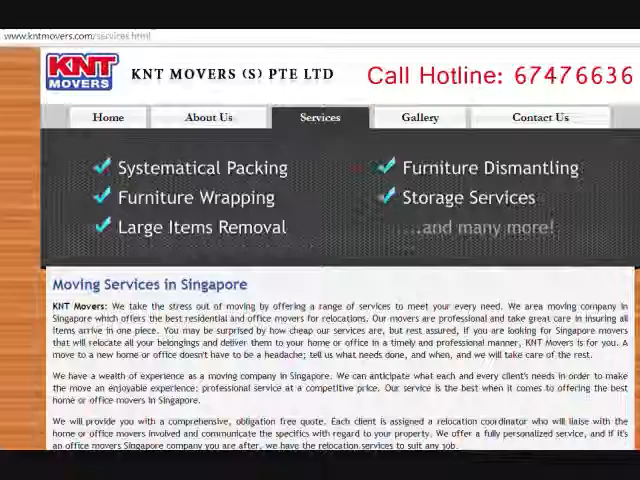 www.kntmovers.com/services.html
KNT MOVERS
KNT MOVERS (S) PTE LTD
Call Hotline: 67476636
Home
About Us
Services
Gallery
Contact Us
Systematical Packing
Furniture Dismantling
Furniture Wrapping
Storage Services
Large Items Removal
....and many more!
Moving Services in Singapore
KNT Movers: We take the stress out of moving by offering a range of services to meet your every need. We area moving company in
Singapore which offers the best residential and office movers for relocations. Our movers are professional and take great care in insuring all
items arrive in one piece. You may be surprised by how cheap our services are, but rest assured, if you are looking for Singapore movers
that will relocate all your belongings and deliver them to your home or office in a timely and professional manner, KNT Movers is for you. A
move to a new home or office doesn't have to be a headache; tell us what needs done, and when, and we will take care of the rest.
We have a wealth of experience as a moving company in Singapore. We can anticipate what each and every client's needs in order to make
the move an enjoyable experience: professional service at a competitive price. Our service is the best when it comes to offering the best
home or office movers in Singapore.
We will provide you with a comprehensive, obligation free quote. Each client is assigned a relocation coordinator who will liaise with the
home or office movers involved and communicate the specifics with regard to your property. We offer a fully personalized service, and if it's
an office movers Singapore company you are after, we have the relocation services to suit any job.